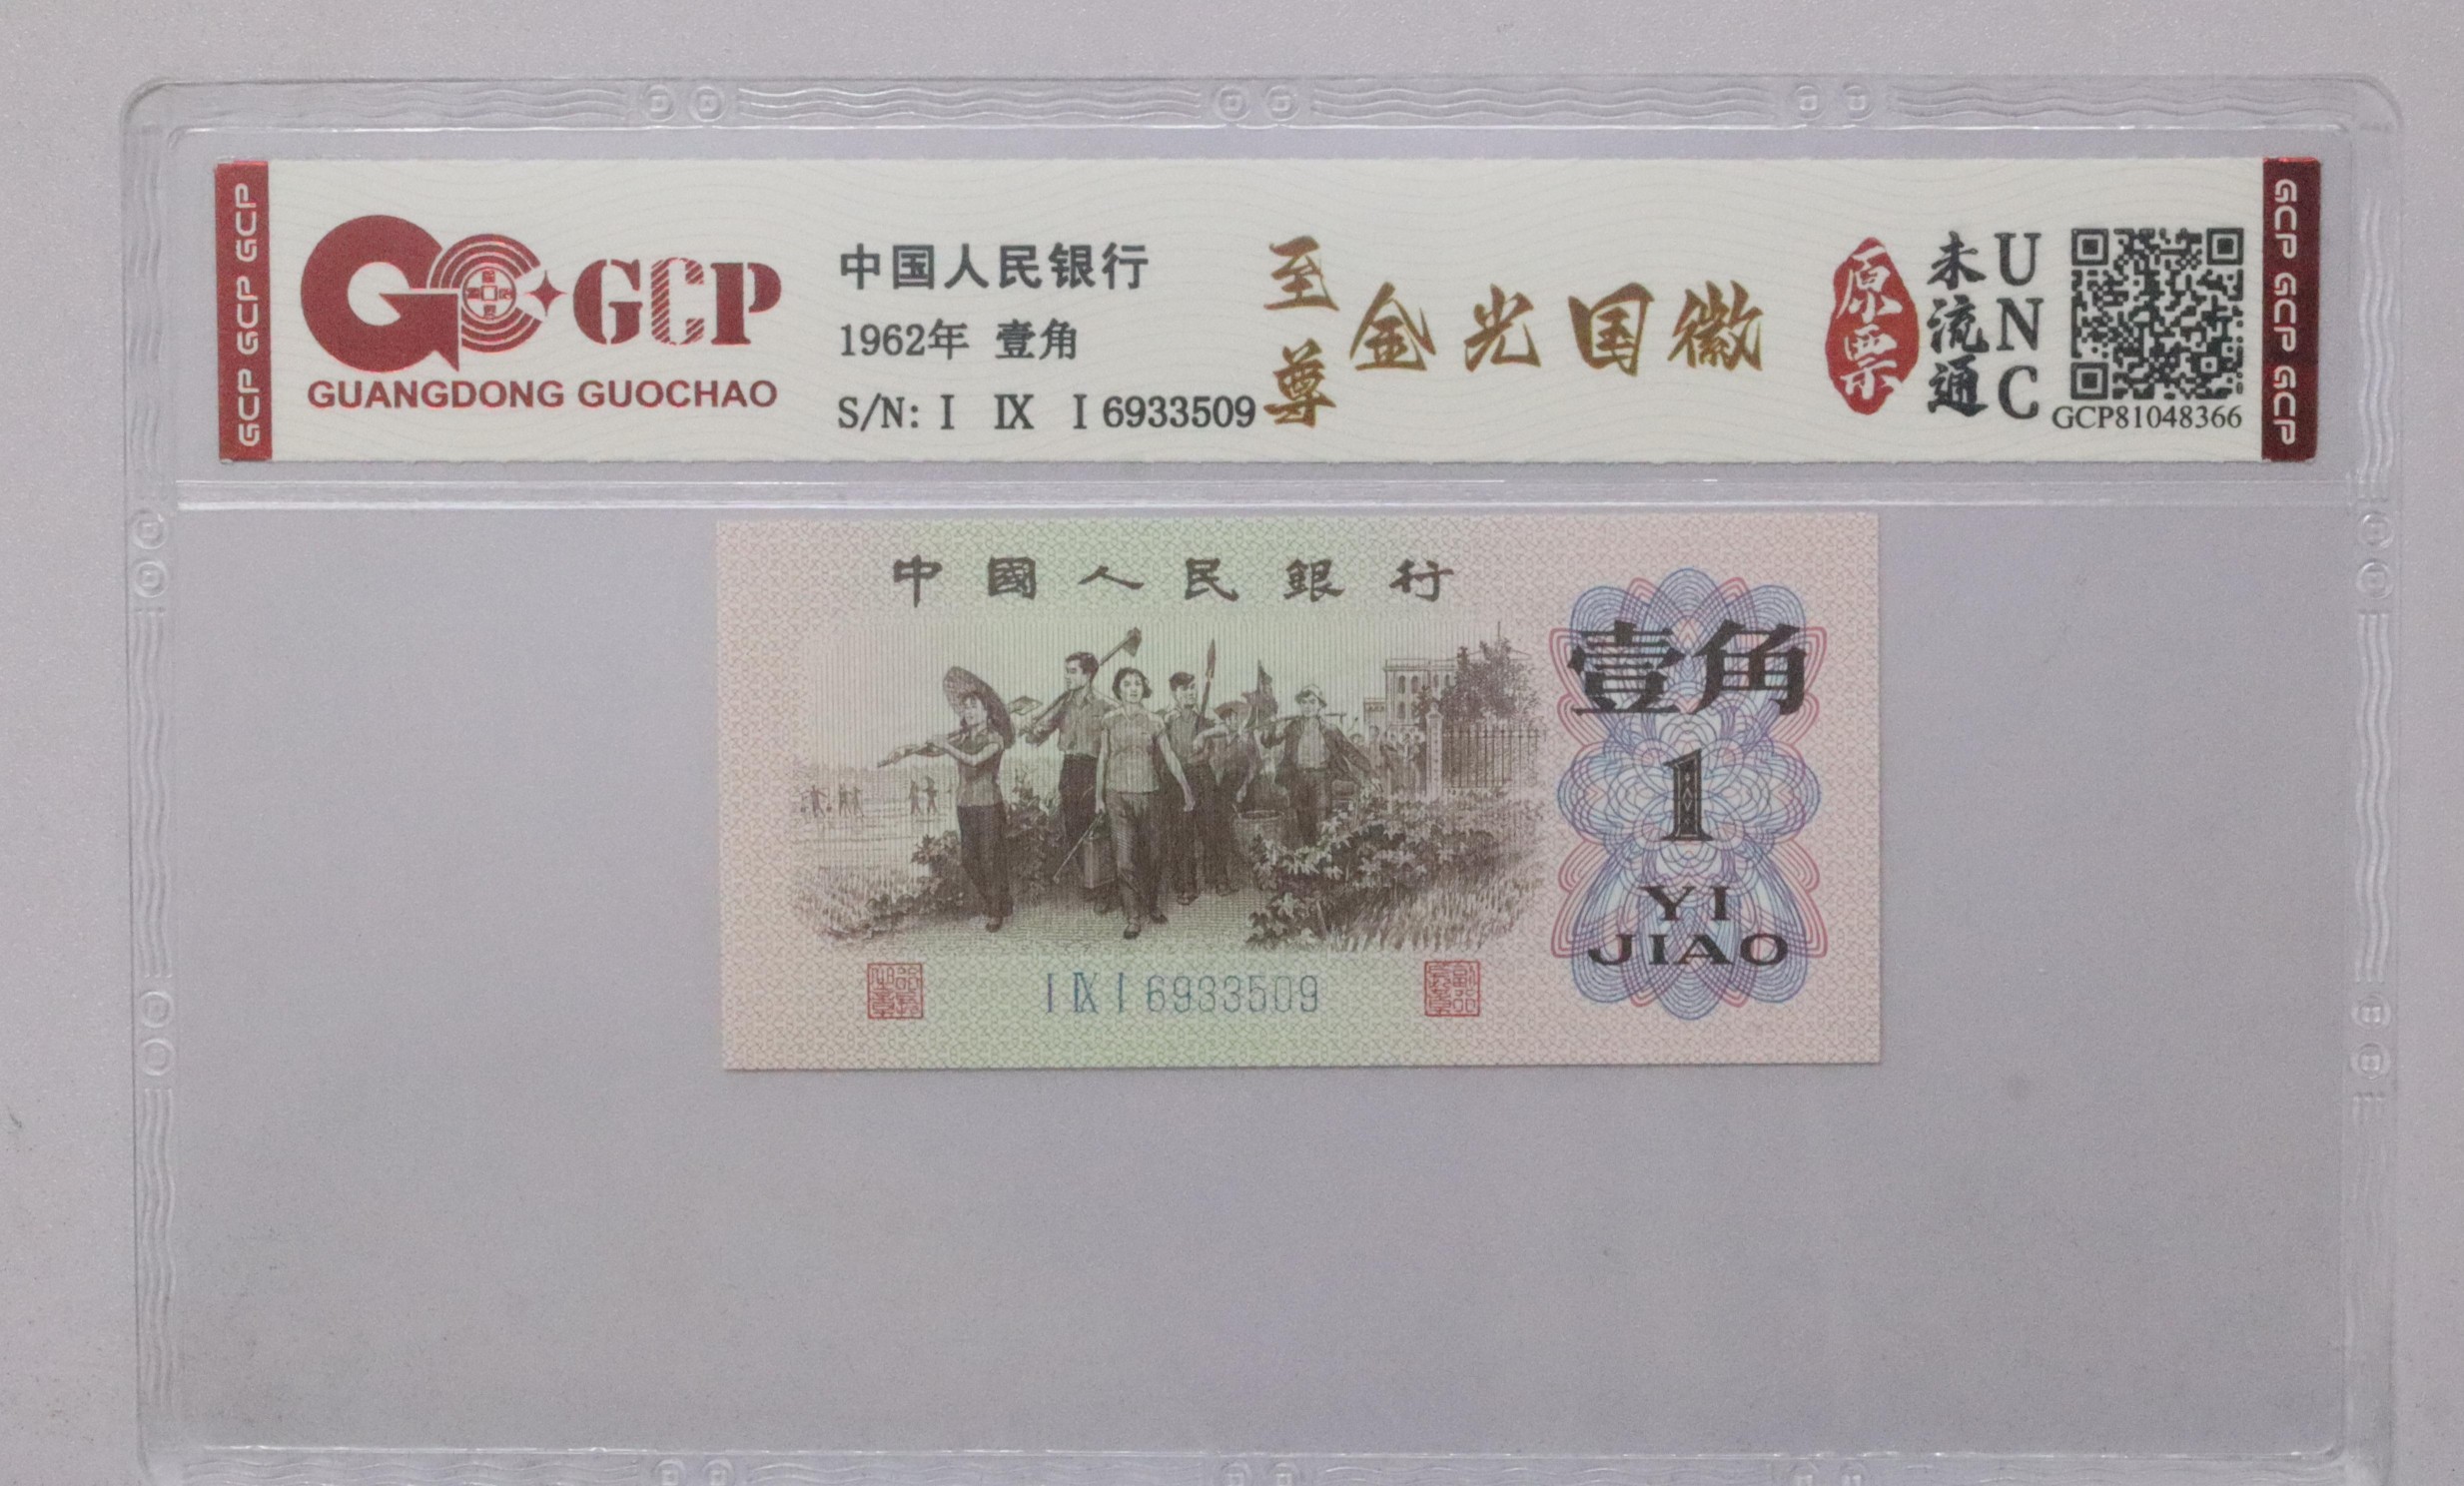 GCP GCP GCP
GCP
GUANGDONG GUOCHAO
中国人民银行
1962年 壹角
S/N: I IX I 6933509
至尊
金光国徽
原票
未流通
UNC
GCP81048366
GCP GCP GCP
中國人民銀行
壹角
1
YI
JIAO
I IX I 6933509